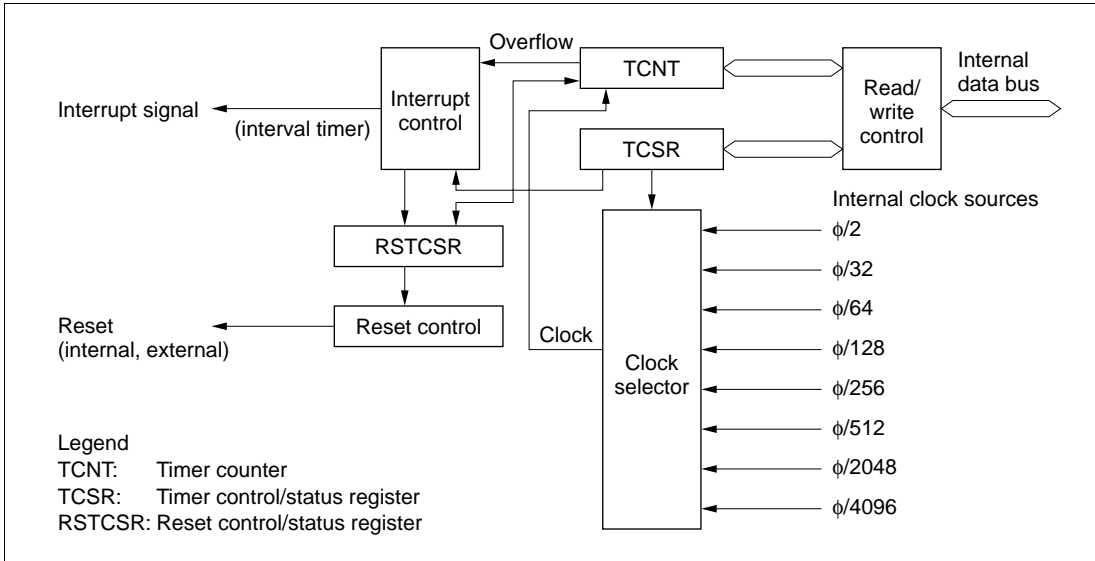 Overflow
TCNT
Interrupt control
Read/
write
control
Internal
data bus
Interrupt signal
(interval timer)
TCSR
Internal clock sources
RSTCSR
ϕ/2
ϕ/32
ϕ/64
Reset control
Reset
(internal, external)
Clock
ϕ/128
Clock
selector
ϕ/256
ϕ/512
ϕ/2048
ϕ/4096
Legend
TCNT: Timer counter
TCSR: Timer control/status register
RSTCSR: Reset control/status register